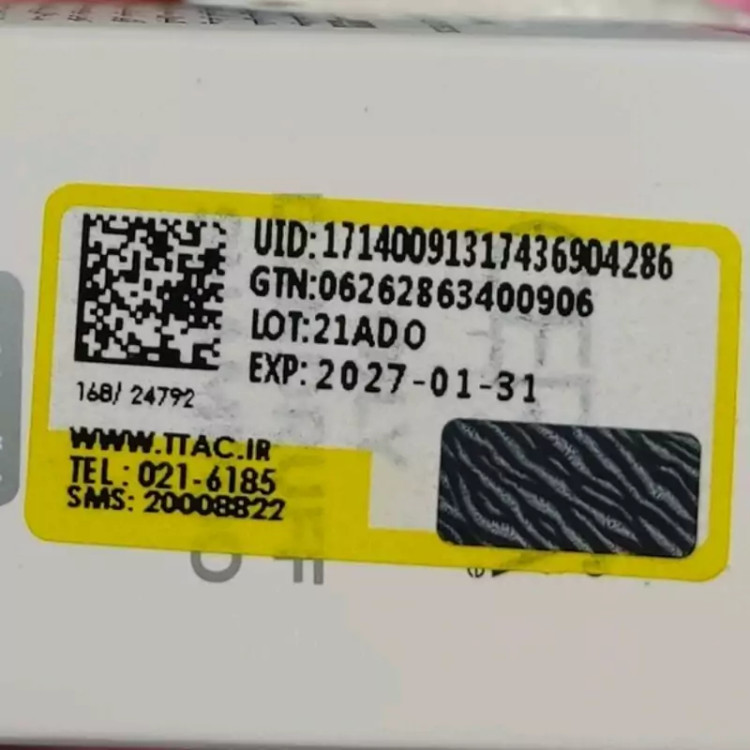 UID:17140091317436904286
GTN:06262863400906
LOT:21ADO
EXP:2027-01-31
168/ 24792
WWW.TTAC.IR
TEL: 021-6185
SMS: 20008822